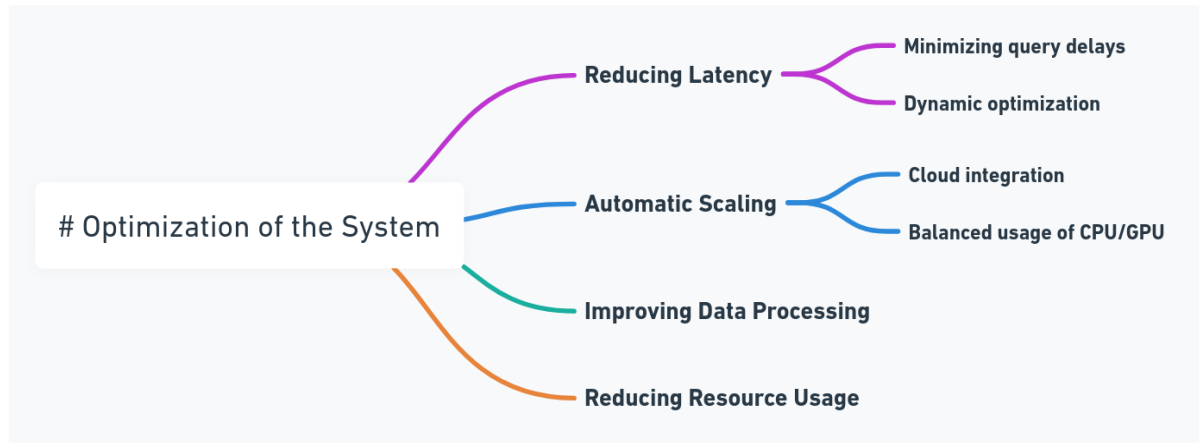 # Optimization of the System
Reducing Latency
Minimizing query delays
Dynamic optimization
Automatic Scaling
Cloud integration
Balanced usage of CPU/GPU
Improving Data Processing
Reducing Resource Usage